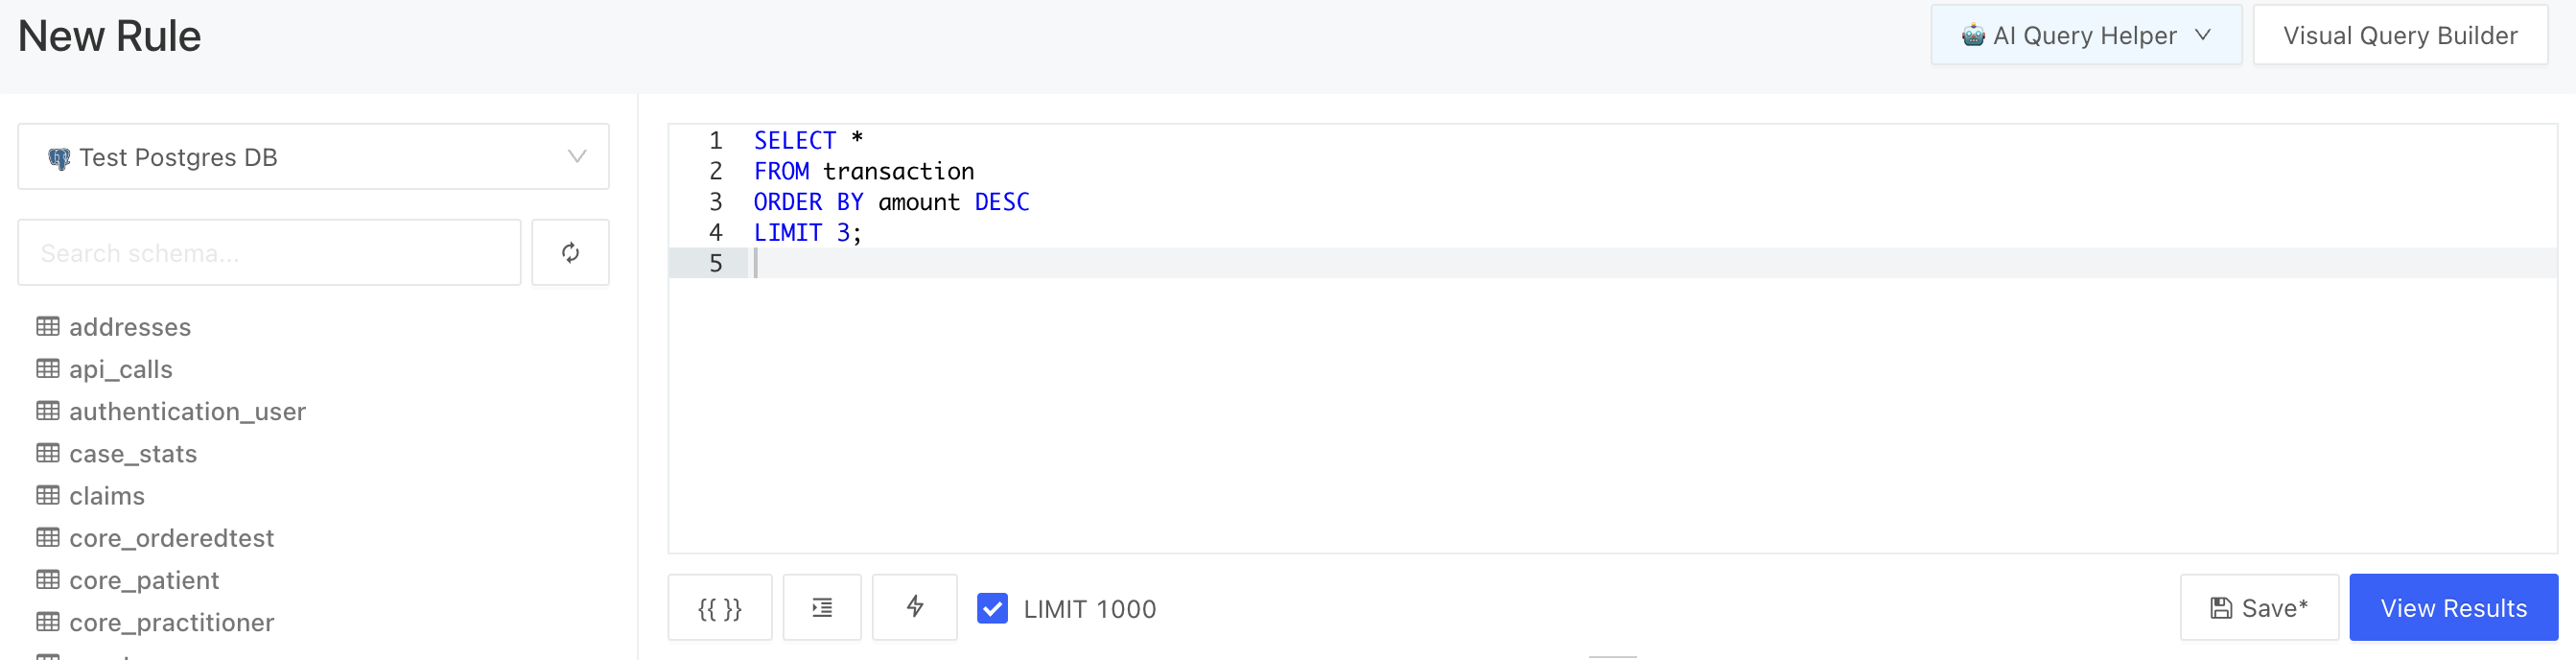 New Rule
AI Query Helper
Visual Query Builder
Test Postgres DB
Search schema...
addresses
api_calls
authentication_user
case_stats
claims
core_orderedtest
core_patient
core_practitioner
1 SELECT *
2 FROM transaction
3 ORDER BY amount DESC
4 LIMIT 3;
5
{{ }}
LIMIT 1000
Save*
View Results